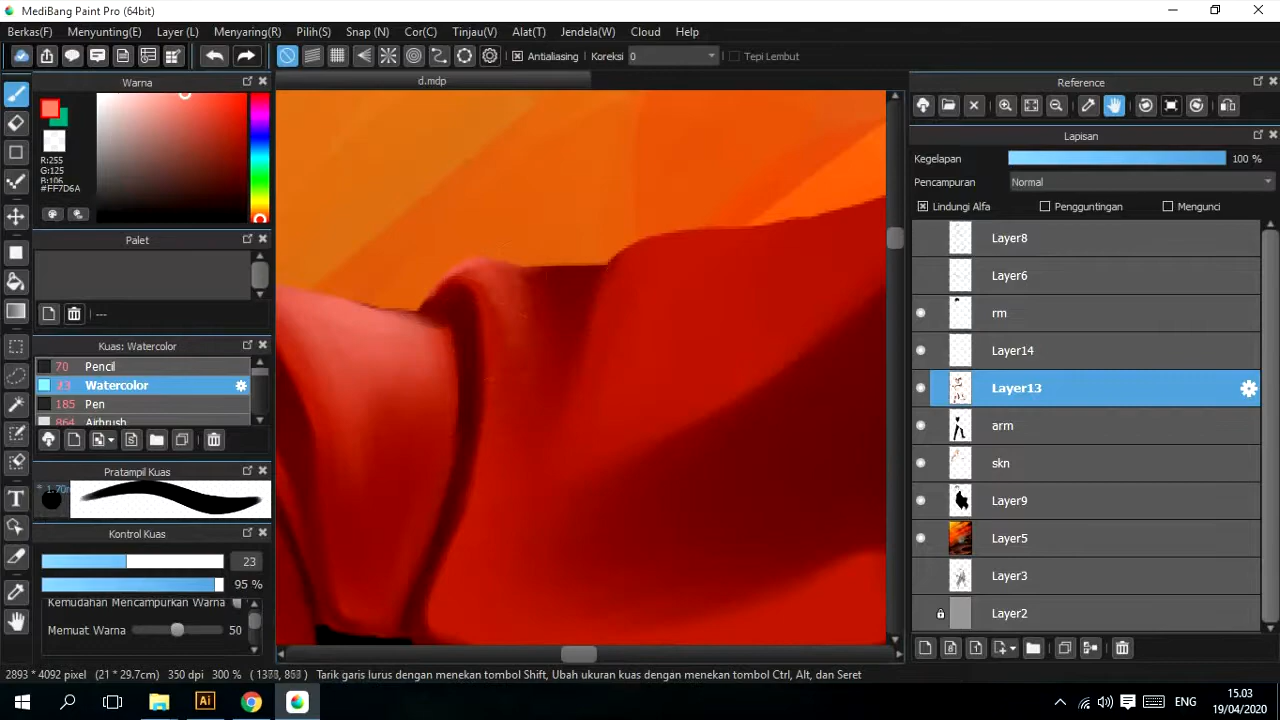 MediBang Paint Pro (64bit)
Berkas(F) Menyunting(E) Layer (L) Menyaring(R) Pilih(S) Snap (N) Cor(C) Tinjau(V) Alat(T) Jendela(W) Cloud Help
Antialiasing Koreksi 0 Tepi Lembut
Warna
d.mdp
Reference
R:255
G:125
B:106
#FF7D6A
Lapisan
Kegelapan 100 %
Pencampuran Normal
Lindungi Alfa Pengguntingan Mengunci
Palet
---
Kuas: Watercolor
70 Pencil
23 Watercolor
185 Pen
864 Airbrush
Pratampil Kuas
Kontrol Kuas
23
95 %
Kemudahan Mencampurkan Warna
Memuat Warna 50
Layer8
Layer6
rm
Layer14
Layer13
arm
skn
Layer9
Layer5
Layer3
Layer2
2893 * 4092 pixel (21 * 29.7cm) 350 dpi 300 % Tarik garis lurus dengan menekan tombol Shift, Ubah ukuran kuas dengan menekan tombol Ctrl, Alt, dan Seret
Ai
ENG
15.03
19/04/2020